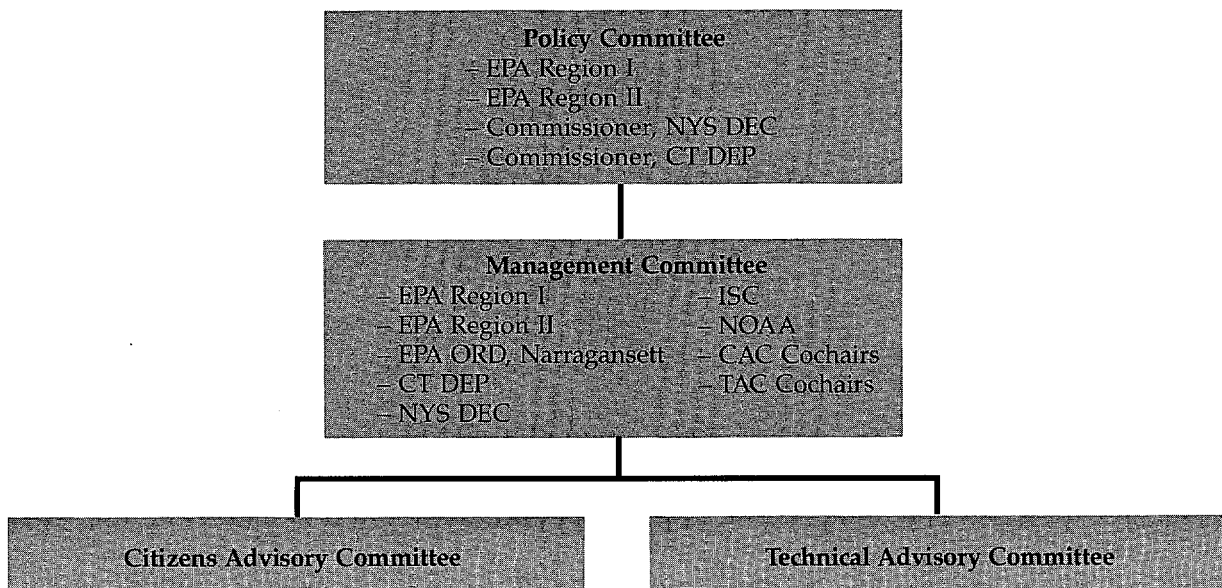 Policy Committee
– EPA Region I
– EPA Region II
– Commissioner, NYS DEC
– Commissioner, CT DEP
Management Committee
– EPA Region I
– EPA Region II
– EPA ORD, Narragansett
– CT DEP
– NYS DEC
– ISC
– NOAA
– CAC Cochairs
– TAC Cochairs
Citizens Advisory Committee
Technical Advisory Committee